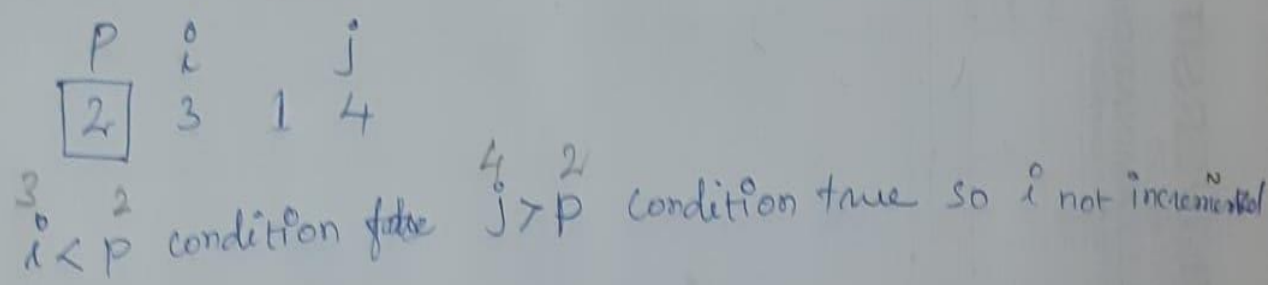 P i j
2 3 1 4
3 2 4 2
i < p condition false j > p condition true so i not incremented